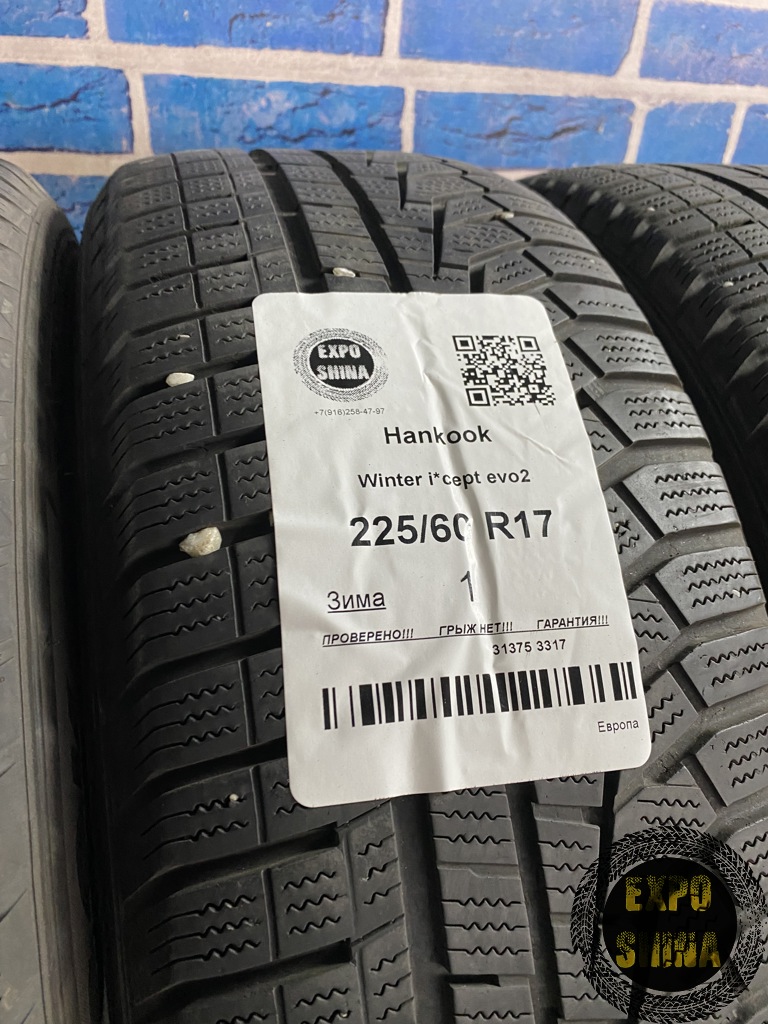 EXPO
SHINA
+7(916)258-47-97
Hankook
Winter i*cept evo2
225/60 R17
Зима 1
ПРОВЕРЕНО!!! ГРЫЖ НЕТ!!! ГАРАНТИЯ!!!
31375 3317
Европа
EXPO
SHINA